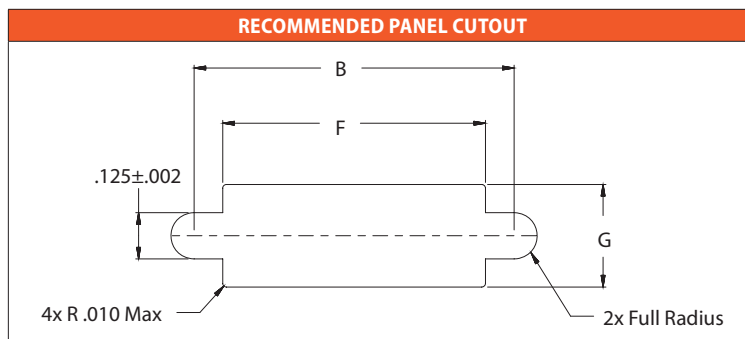 RECOMMENDED PANEL CUTOUT
B
F
.125±.002
G
4x R .010 Max
2x Full Radius